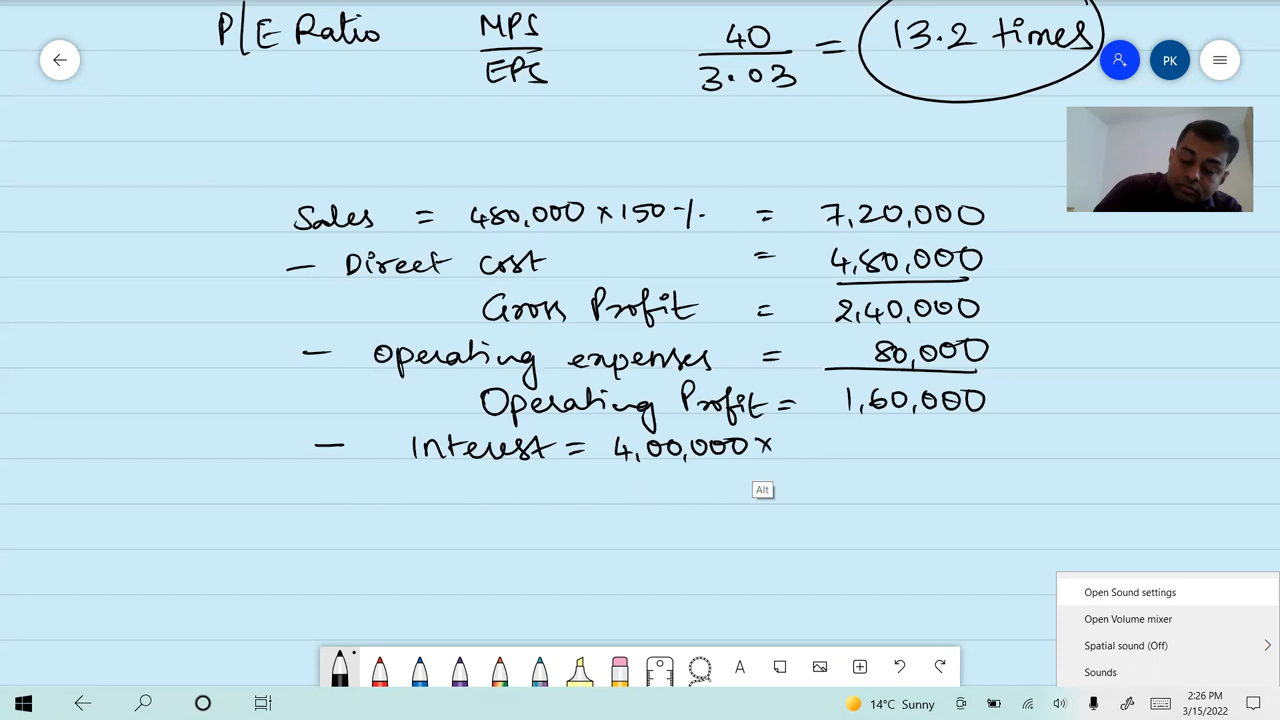 P/E Ratio MPS/EPS 40/3.03 = 13.2 times
PK
Sales = 480,000 × 150 % = 7,20,000
- Direct cost = 4,80,000
Gross Profit = 2,40,000
- Operating expenses = 80,000
Operating Profit = 1,60,000
- Interest = 4,00,000 ×
Alt
Open Sound settings
Open Volume mixer
Spatial sound (Off)
Sounds
A
14°C Sunny
2:26 PM
3/15/2022